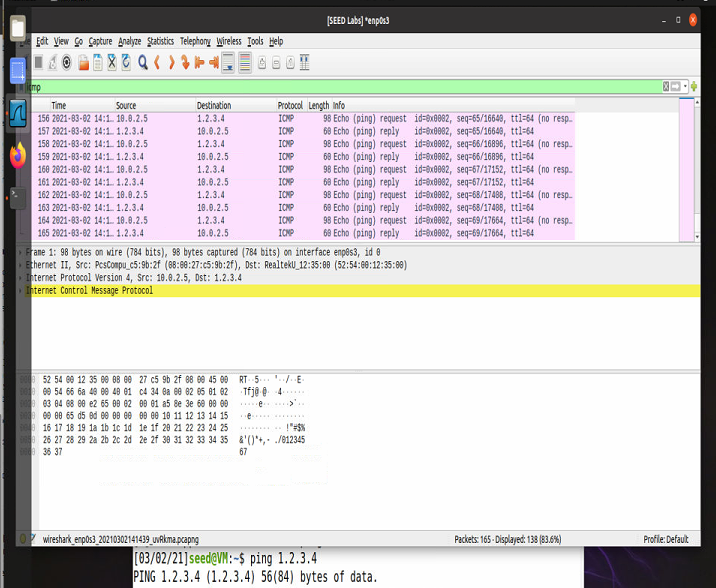 [SEED Labs] *enp0s3
Edit View Go Capture Analyze Statistics Telephony Wireless Tools Help
Time Source Destination Protocol Length Info
156 2021-03-02 14:1… 10.0.2.5 1.2.3.4 ICMP 98 Echo (ping) request id=0x0002, seq=65/16640, ttl=64 (no resp…
157 2021-03-02 14:1… 1.2.3.4 10.0.2.5 ICMP 60 Echo (ping) reply id=0x0002, seq=65/16640, ttl=64
158 2021-03-02 14:1… 10.0.2.5 1.2.3.4 ICMP 98 Echo (ping) request id=0x0002, seq=66/16896, ttl=64 (no resp…
159 2021-03-02 14:1… 1.2.3.4 10.0.2.5 ICMP 60 Echo (ping) reply id=0x0002, seq=66/16896, ttl=64
160 2021-03-02 14:1… 10.0.2.5 1.2.3.4 ICMP 98 Echo (ping) request id=0x0002, seq=67/17152, ttl=64 (no resp…
161 2021-03-02 14:1… 1.2.3.4 10.0.2.5 ICMP 60 Echo (ping) reply id=0x0002, seq=67/17152, ttl=64
162 2021-03-02 14:1… 10.0.2.5 1.2.3.4 ICMP 98 Echo (ping) request id=0x0002, seq=68/17408, ttl=64 (no resp…
163 2021-03-02 14:1… 1.2.3.4 10.0.2.5 ICMP 60 Echo (ping) reply id=0x0002, seq=68/17408, ttl=64
164 2021-03-02 14:1… 10.0.2.5 1.2.3.4 ICMP 98 Echo (ping) request id=0x0002, seq=69/17664, ttl=64 (no resp…
165 2021-03-02 14:1… 1.2.3.4 10.0.2.5 ICMP 60 Echo (ping) reply id=0x0002, seq=69/17664, ttl=64
Frame 1: 98 bytes on wire (784 bits), 98 bytes captured (784 bits) on interface enp0s3, id 0
Ethernet II, Src: PcsCompu_c5:9b:2f (08:00:27:c5:9b:2f), Dst: RealtekU_12:35:00 (52:54:00:12:35:00)
Internet Protocol Version 4, Src: 10.0.2.5, Dst: 1.2.3.4
Internet Control Message Protocol
52 54 00 12 35 00 08 00 27 c5 9b 2f 08 00 45 00 RT··5··· '··/··E·
00 54 66 6a 40 00 40 01 c4 34 0a 00 02 05 01 02 ·Tfj@·@· ·4······
03 04 08 00 e2 65 00 02 00 01 a5 8e 3e 60 00 00 ·····e·· ····>`··
00 00 65 d5 0d 00 00 00 00 00 10 11 12 13 14 15 ··e····· ········
16 17 18 19 1a 1b 1c 1d 1e 1f 20 21 22 23 24 25 ········ ·· !"#$%
26 27 28 29 2a 2b 2c 2d 2e 2f 30 31 32 33 34 35 &'()*+,- ./012345
36 37 67
wireshark_enp0s3_20210302141439_uvRkma.pcapng Packets: 165 · Displayed: 138 (83.6%) Profile: Default
[03/02/21]seed@VM:~$ ping 1.2.3.4
PING 1.2.3.4 (1.2.3.4) 56(84) bytes of data.